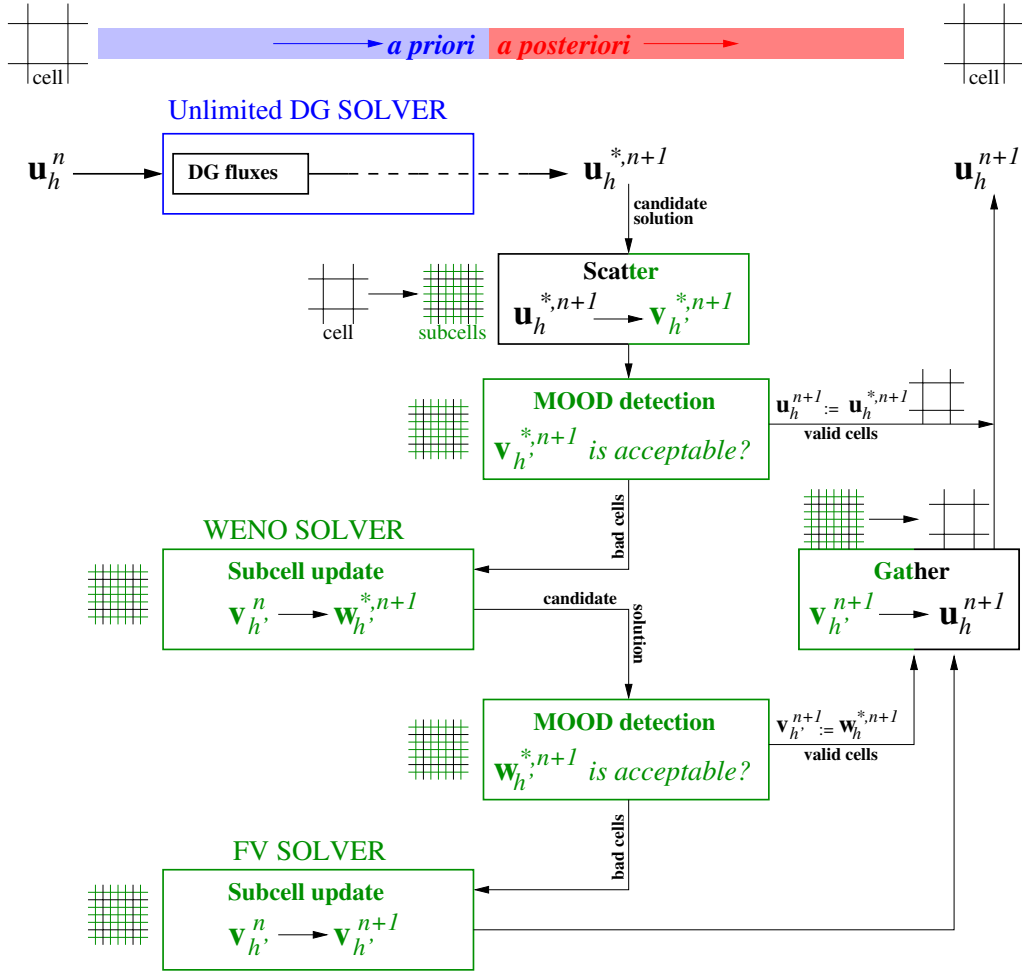 a priori a posteriori
cell
cell
Unlimited DG SOLVER
u_h^n
DG fluxes
u_h^{*,n+1}
u_h^{n+1}
candidate
solution
Scatter
u_h^{*,n+1} v_{h'}^{*,n+1}
cell
subcells
MOOD detection
v_{h'}^{*,n+1} is acceptable?
u_h^{n+1} := u_h^{*,n+1}
valid cells
bad cells
WENO SOLVER
Subcell update
v_{h'}^n w_{h'}^{*,n+1}
candidate
solution
Gather
v_{h'}^{n+1} u_h^{n+1}
MOOD detection
w_{h'}^{*,n+1} is acceptable?
v_{h'}^{n+1} := w_h^{*,n+1}
valid cells
bad cells
FV SOLVER
Subcell update
v_{h'}^n v_{h'}^{n+1}